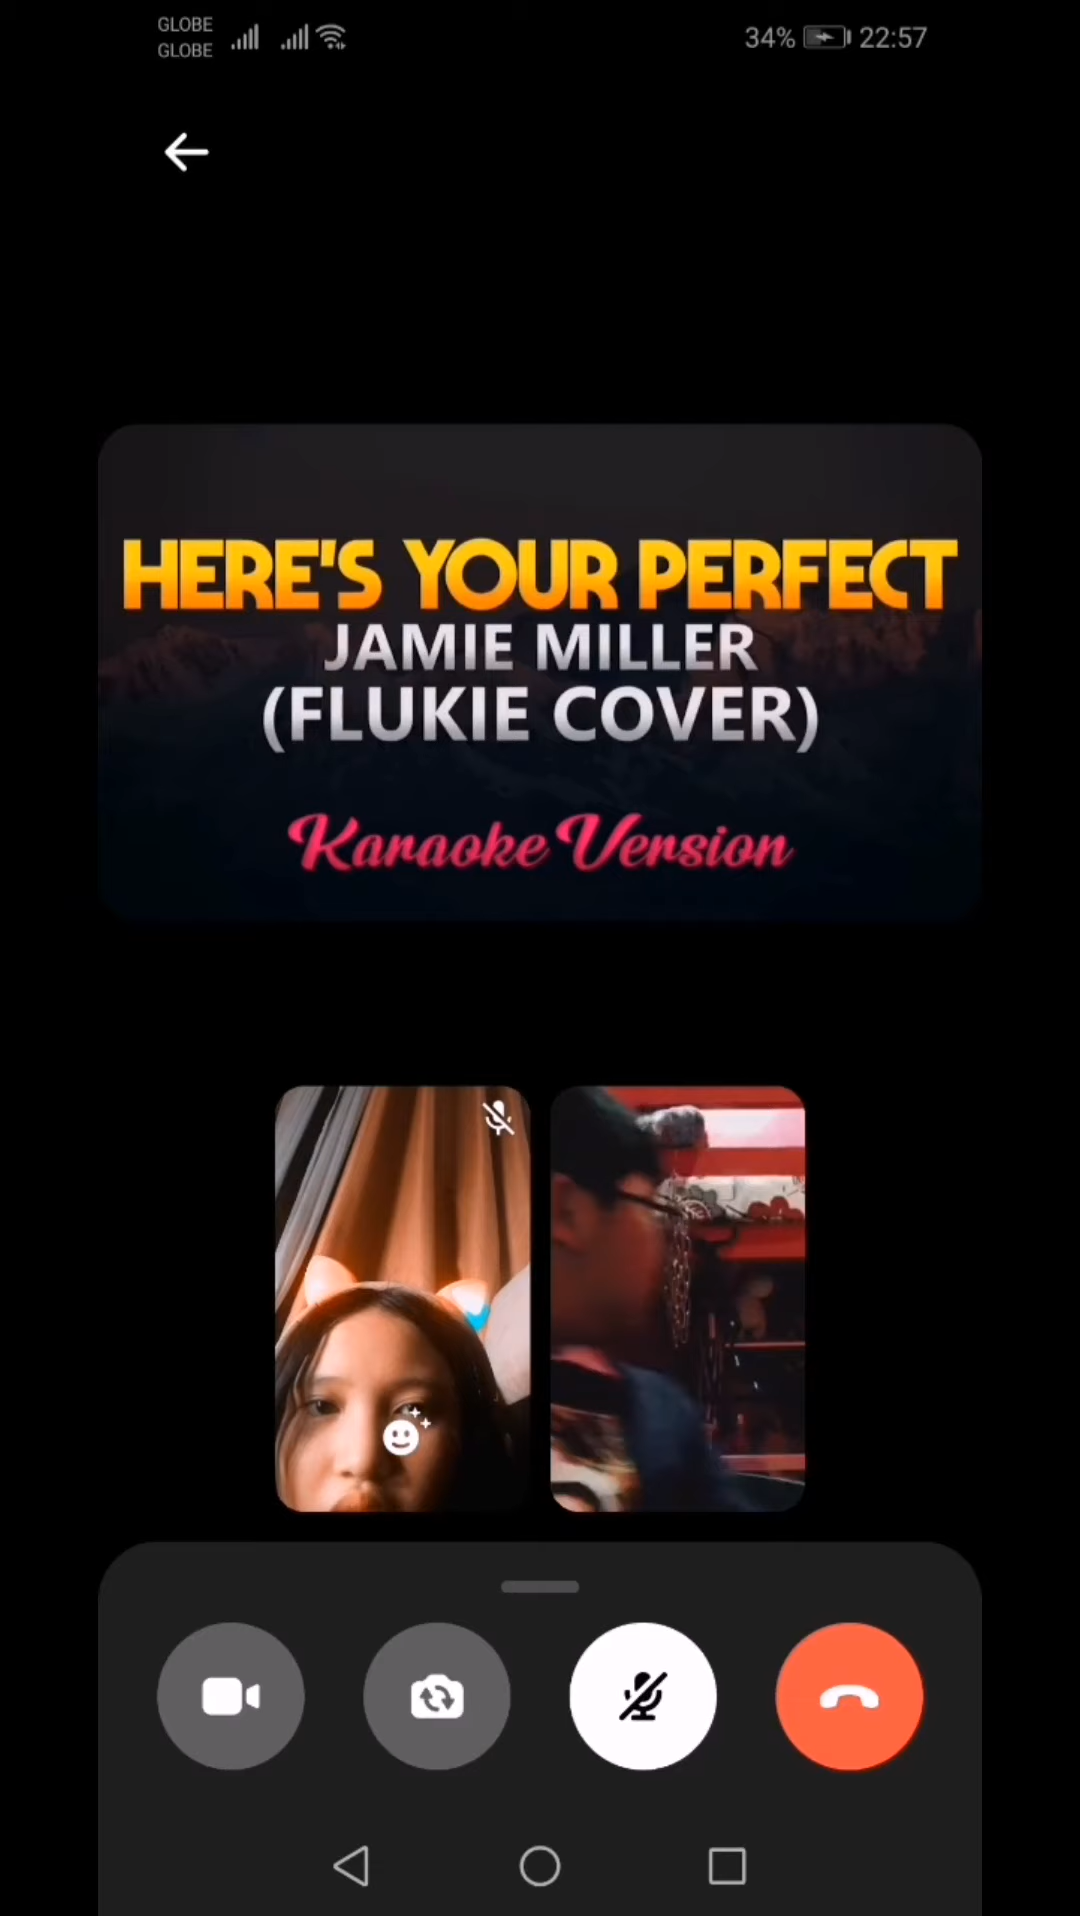 GLOBE
GLOBE
34% 22:57
HERE'S YOUR PERFECT
JAMIE MILLER
(FLUKIE COVER)
Karaoke Version